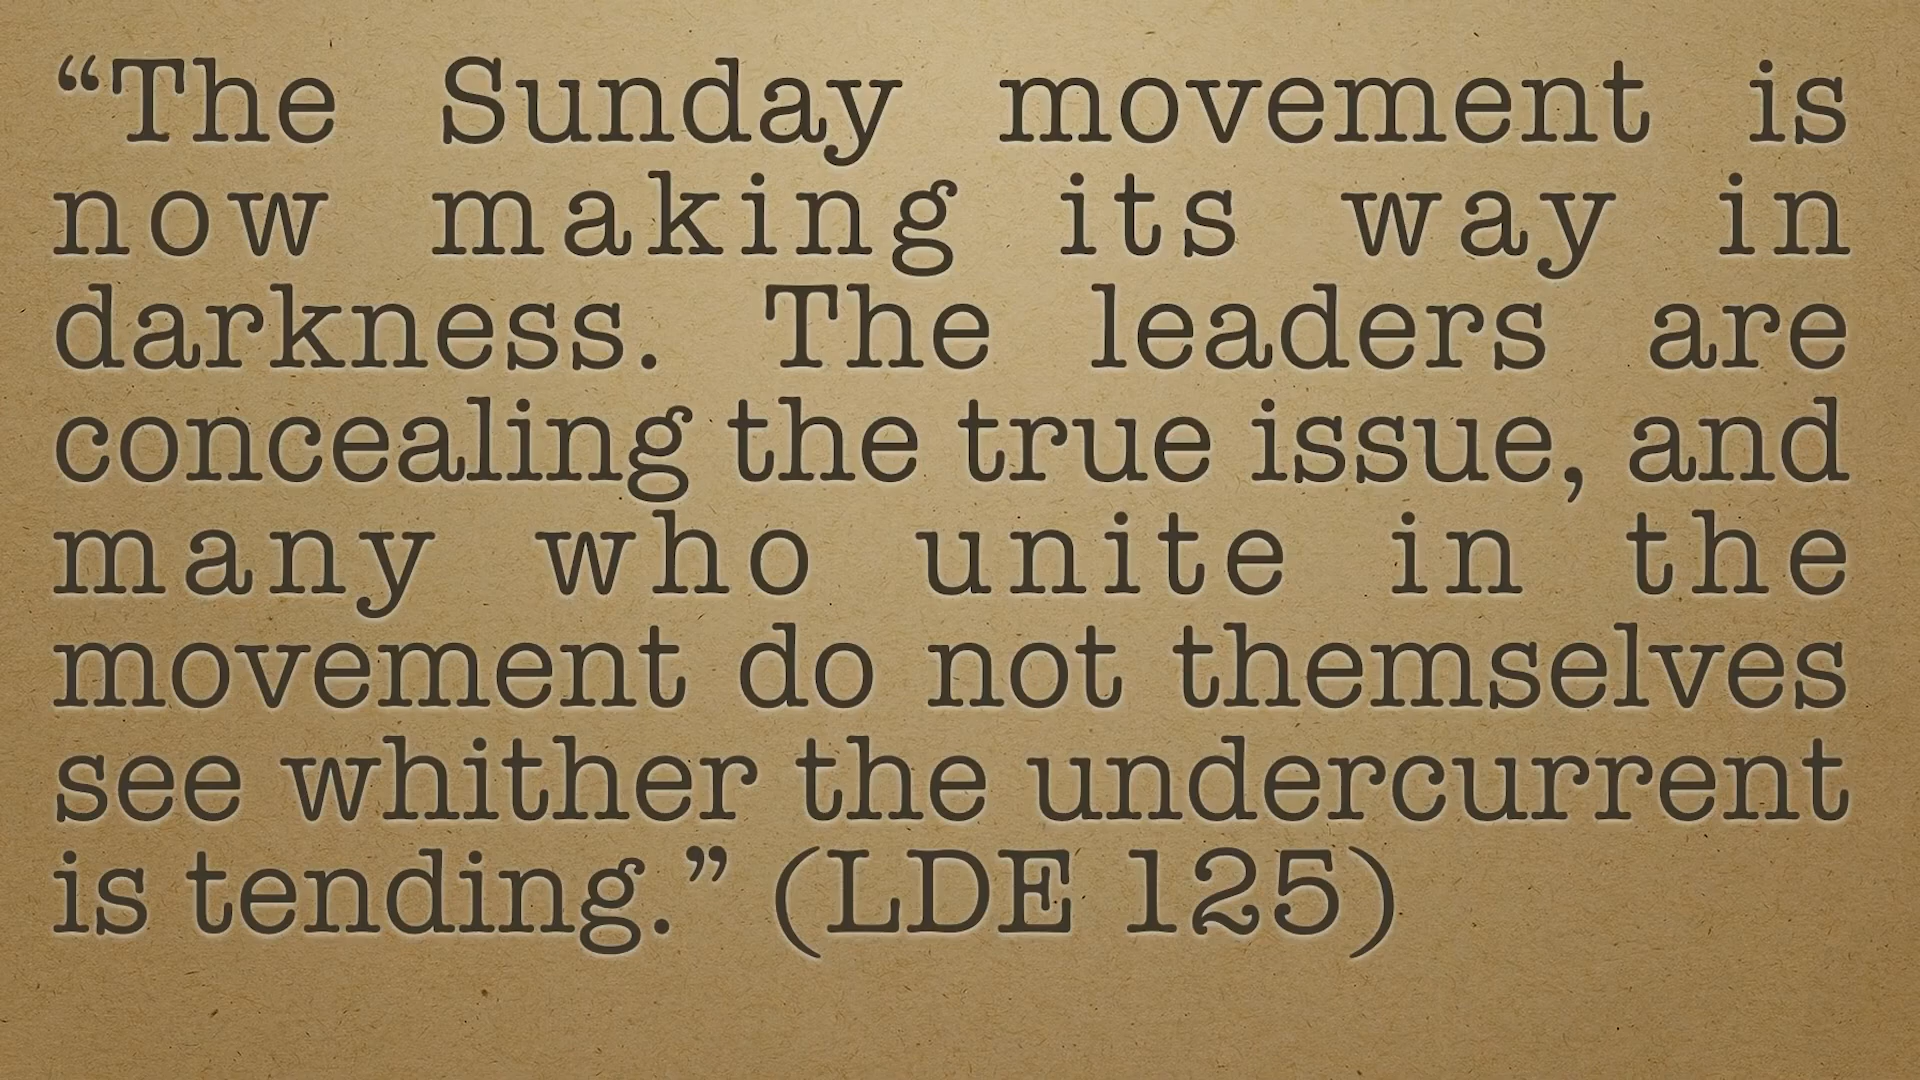 “The Sunday movement is
now making its way in
darkness. The leaders are
concealing the true issue, and
many who unite in the
movement do not themselves
see whither the undercurrent
is tending.” (LDE 125)